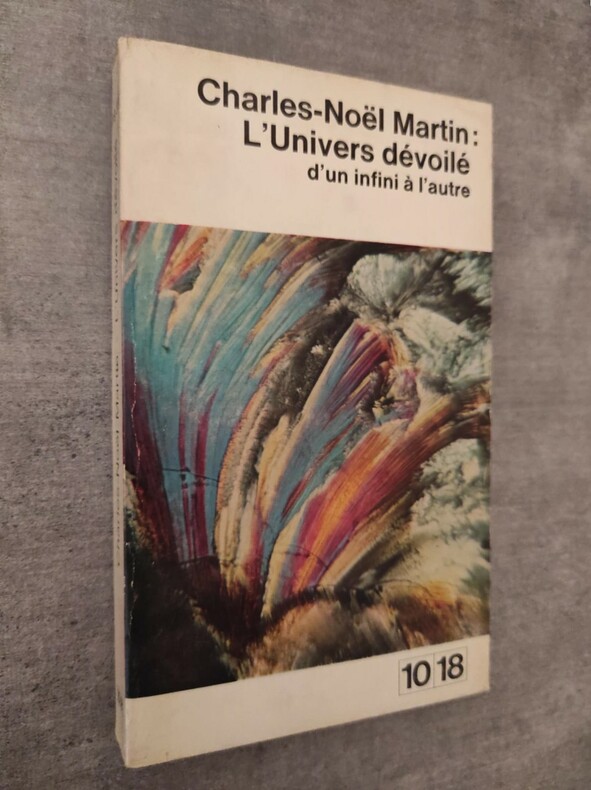 Charles-Noël Martin:
L'Univers dévoilé
d'un infini à l'autre
10 18